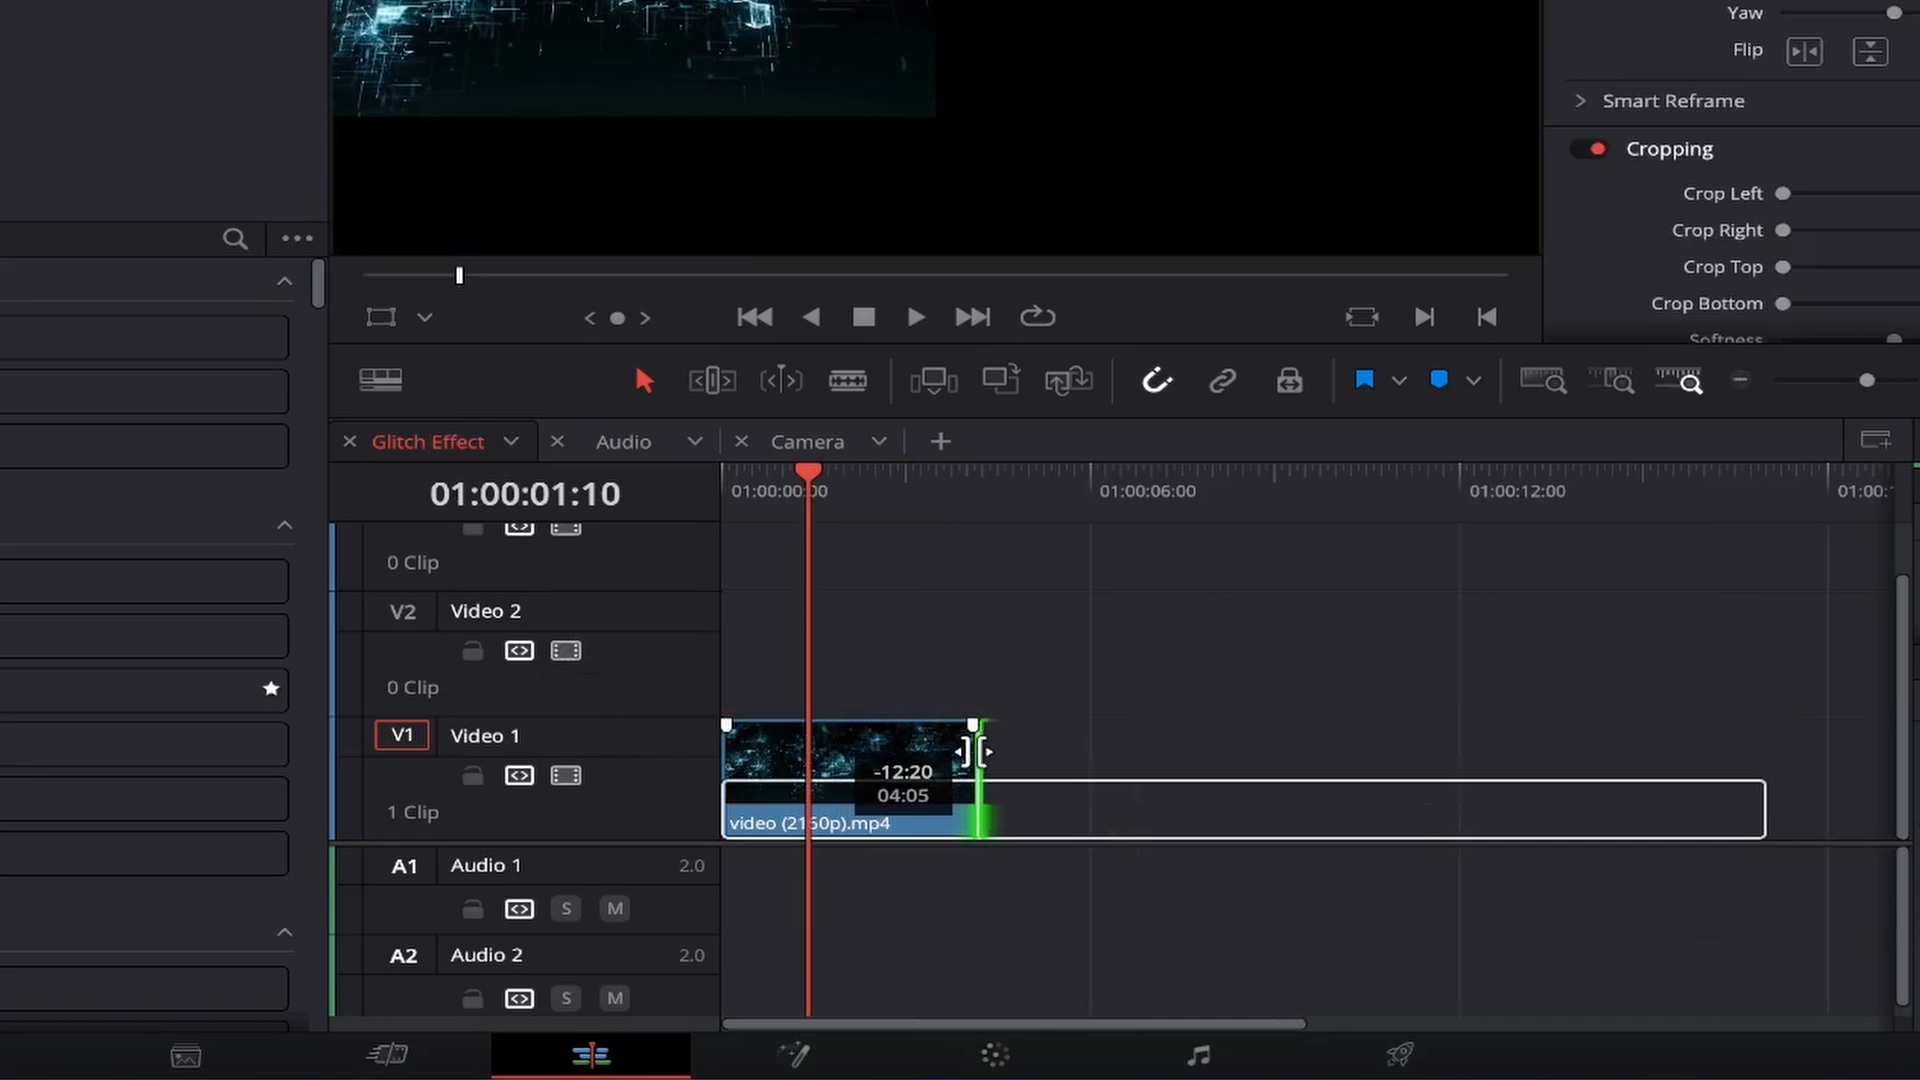 Yaw
Flip
Smart Reframe
Cropping
Crop Left
Crop Right
Crop Top
Crop Bottom
Softness
Glitch Effect
Audio
Camera
01:00:01:10
01:00:00:00
01:00:06:00
01:00:12:00
01:00:
0 Clip
V2
Video 2
0 Clip
V1
Video 1
1 Clip
-12:20
04:05
video (2160p).mp4
A1
Audio 1
2.0
S
M
A2
Audio 2
2.0
S
M